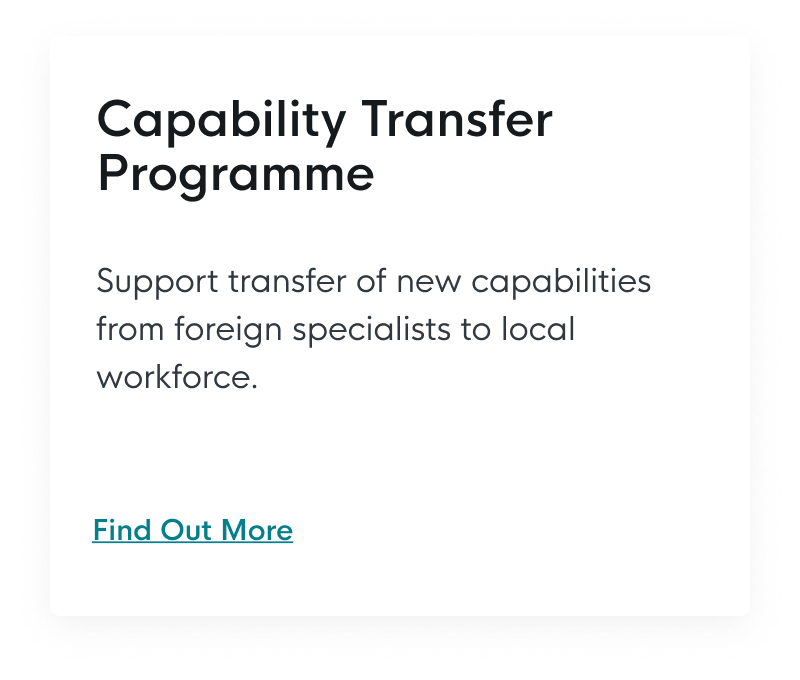 Capability Transfer
Programme
Support transfer of new capabilities
from foreign specialists to local
workforce.
Find Out More